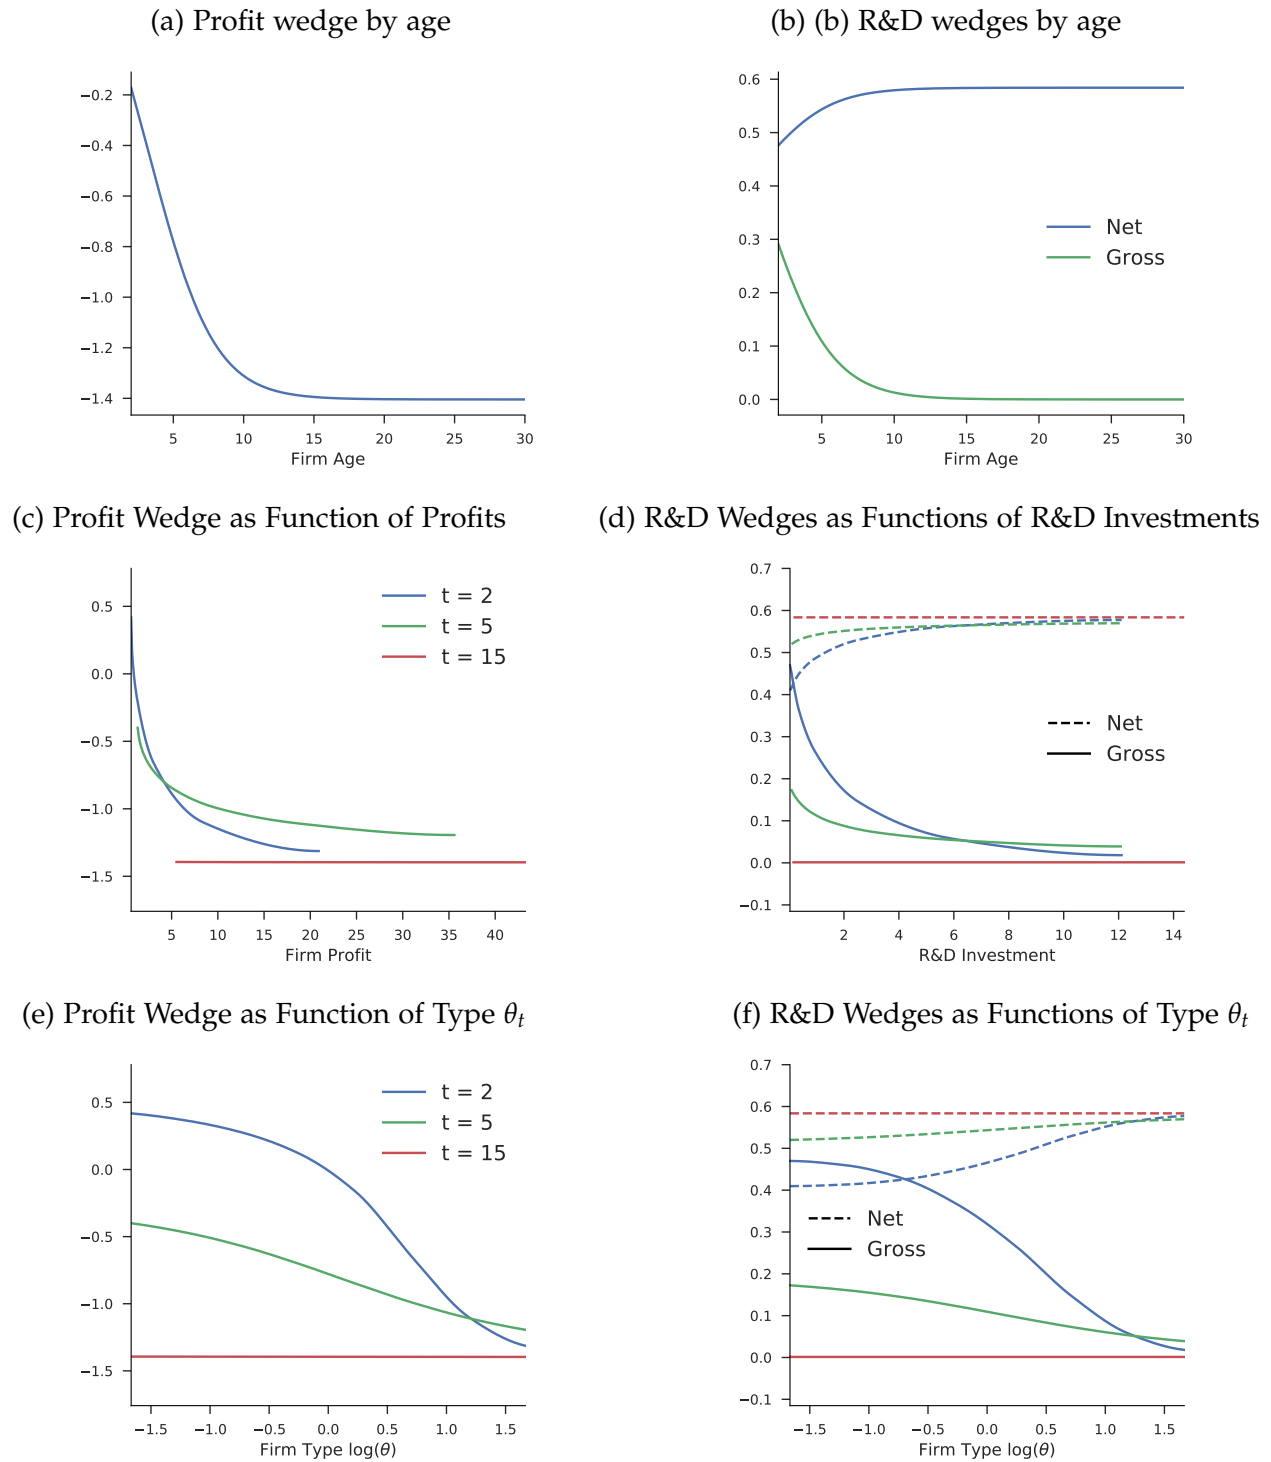 (a) Profit wedge by age
−0.2
−0.4
−0.6
−0.8
−1.0
−1.2
−1.4
5 10 15 20 25 30
Firm Age
(b) (b) R&D wedges by age
0.6
0.5
0.4
0.3
0.2
0.1
0.0
Net
Gross
5 10 15 20 25 30
Firm Age
(c) Profit Wedge as Function of Profits
0.5
0.0
−0.5
−1.0
−1.5
t = 2
t = 5
t = 15
5 10 15 20 25 30 35 40
Firm Profit
(d) R&D Wedges as Functions of R&D Investments
0.7
0.6
0.5
0.4
0.3
0.2
0.1
0.0
−0.1
Net
Gross
2 4 6 8 10 12 14
R&D Investment
(e) Profit Wedge as Function of Type θt
0.5
0.0
−0.5
−1.0
−1.5
t = 2
t = 5
t = 15
−1.5 −1.0 −0.5 0.0 0.5 1.0 1.5
Firm Type log(θ)
(f) R&D Wedges as Functions of Type θt
0.7
0.6
0.5
0.4
0.3
0.2
0.1
0.0
−0.1
Net
Gross
−1.5 −1.0 −0.5 0.0 0.5 1.0 1.5
Firm Type log(θ)